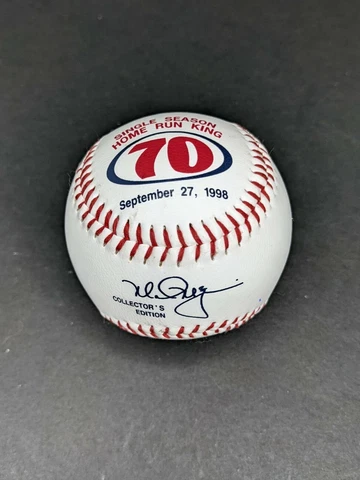 SINGLE SEASON
HOME RUN KING
70
September 27, 1998
COLLECTOR'S
EDITION